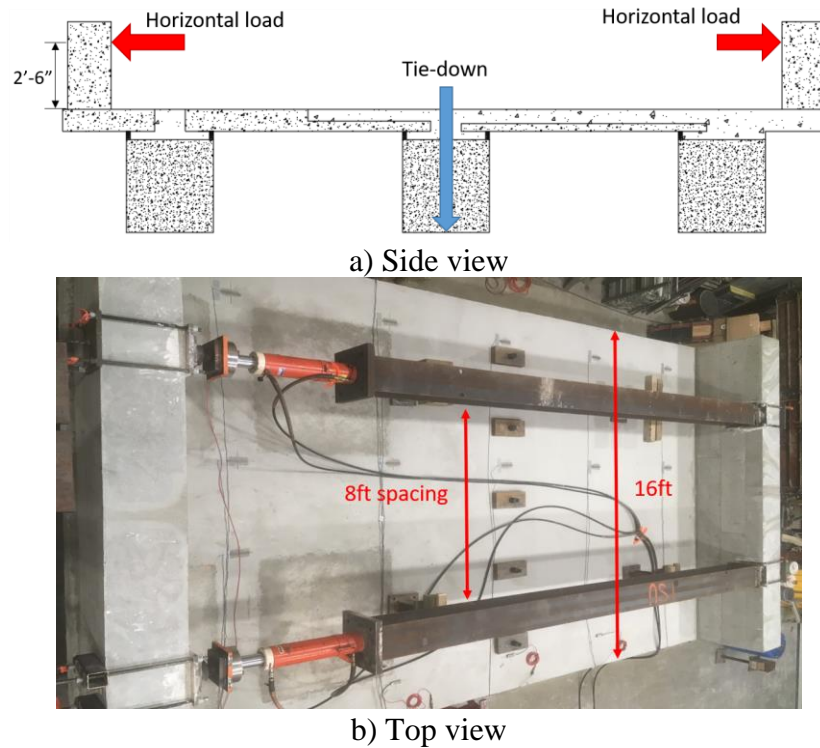 Horizontal load
Horizontal load
2'-6"
Tie-down
a) Side view
8ft spacing
16ft
b) Top view